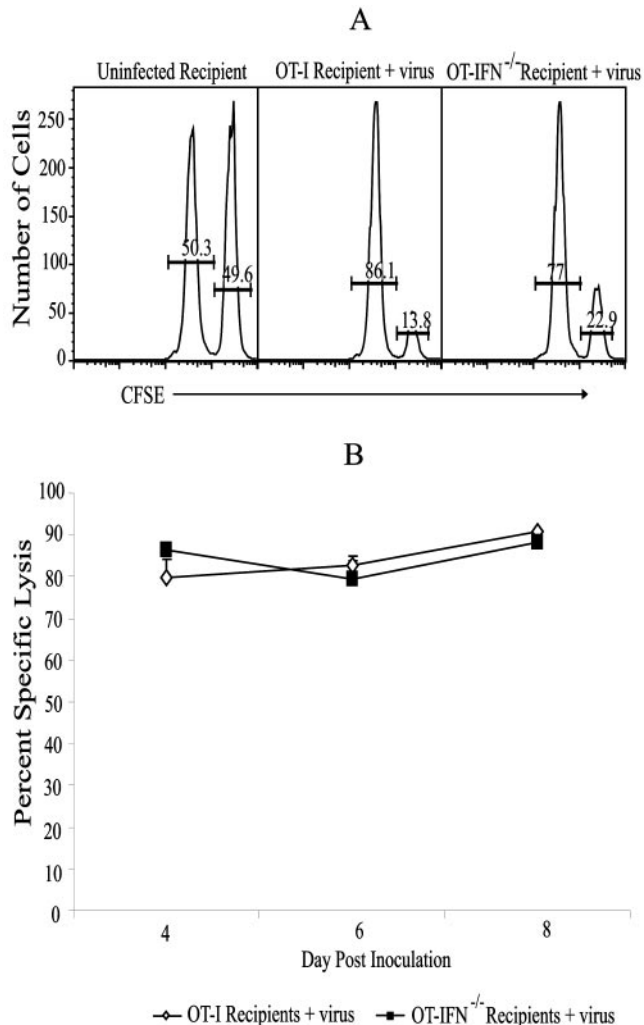 A
Uninfected Recipient OT-I Recipient + virus OT-IFN-/- Recipient + virus
Number of Cells
250
200
150
100
50
0
50.3
49.6
86.1
13.8
77
22.9
CFSE
B
Percent Specific Lysis
100
90
80
70
60
50
40
30
20
10
0
4 6 8
Day Post Inoculation
OT-I Recipients + virus OT-IFN-/- Recipients + virus